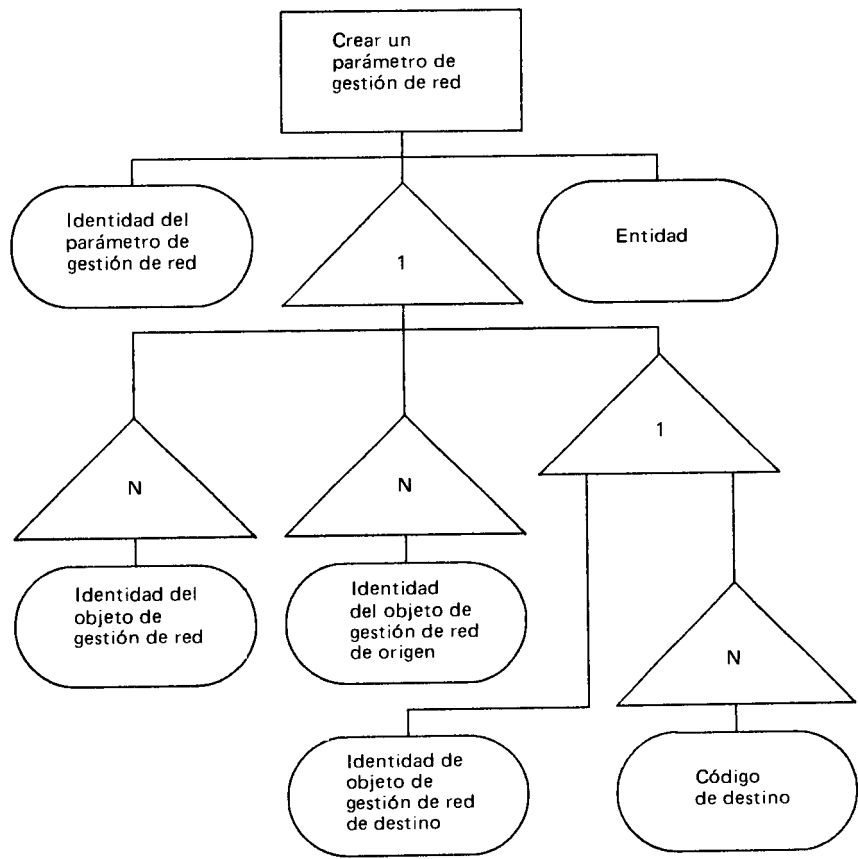 Crear un
parámetro de
gestión de red
Identidad del
parámetro de
gestión de red
1
Entidad
N
N
1
Identidad del
objeto de
gestión de red
Identidad
del objeto de
gestión de red
de origen
N
Identidad de
objeto de
gestión de red
de destino
Código
de destino